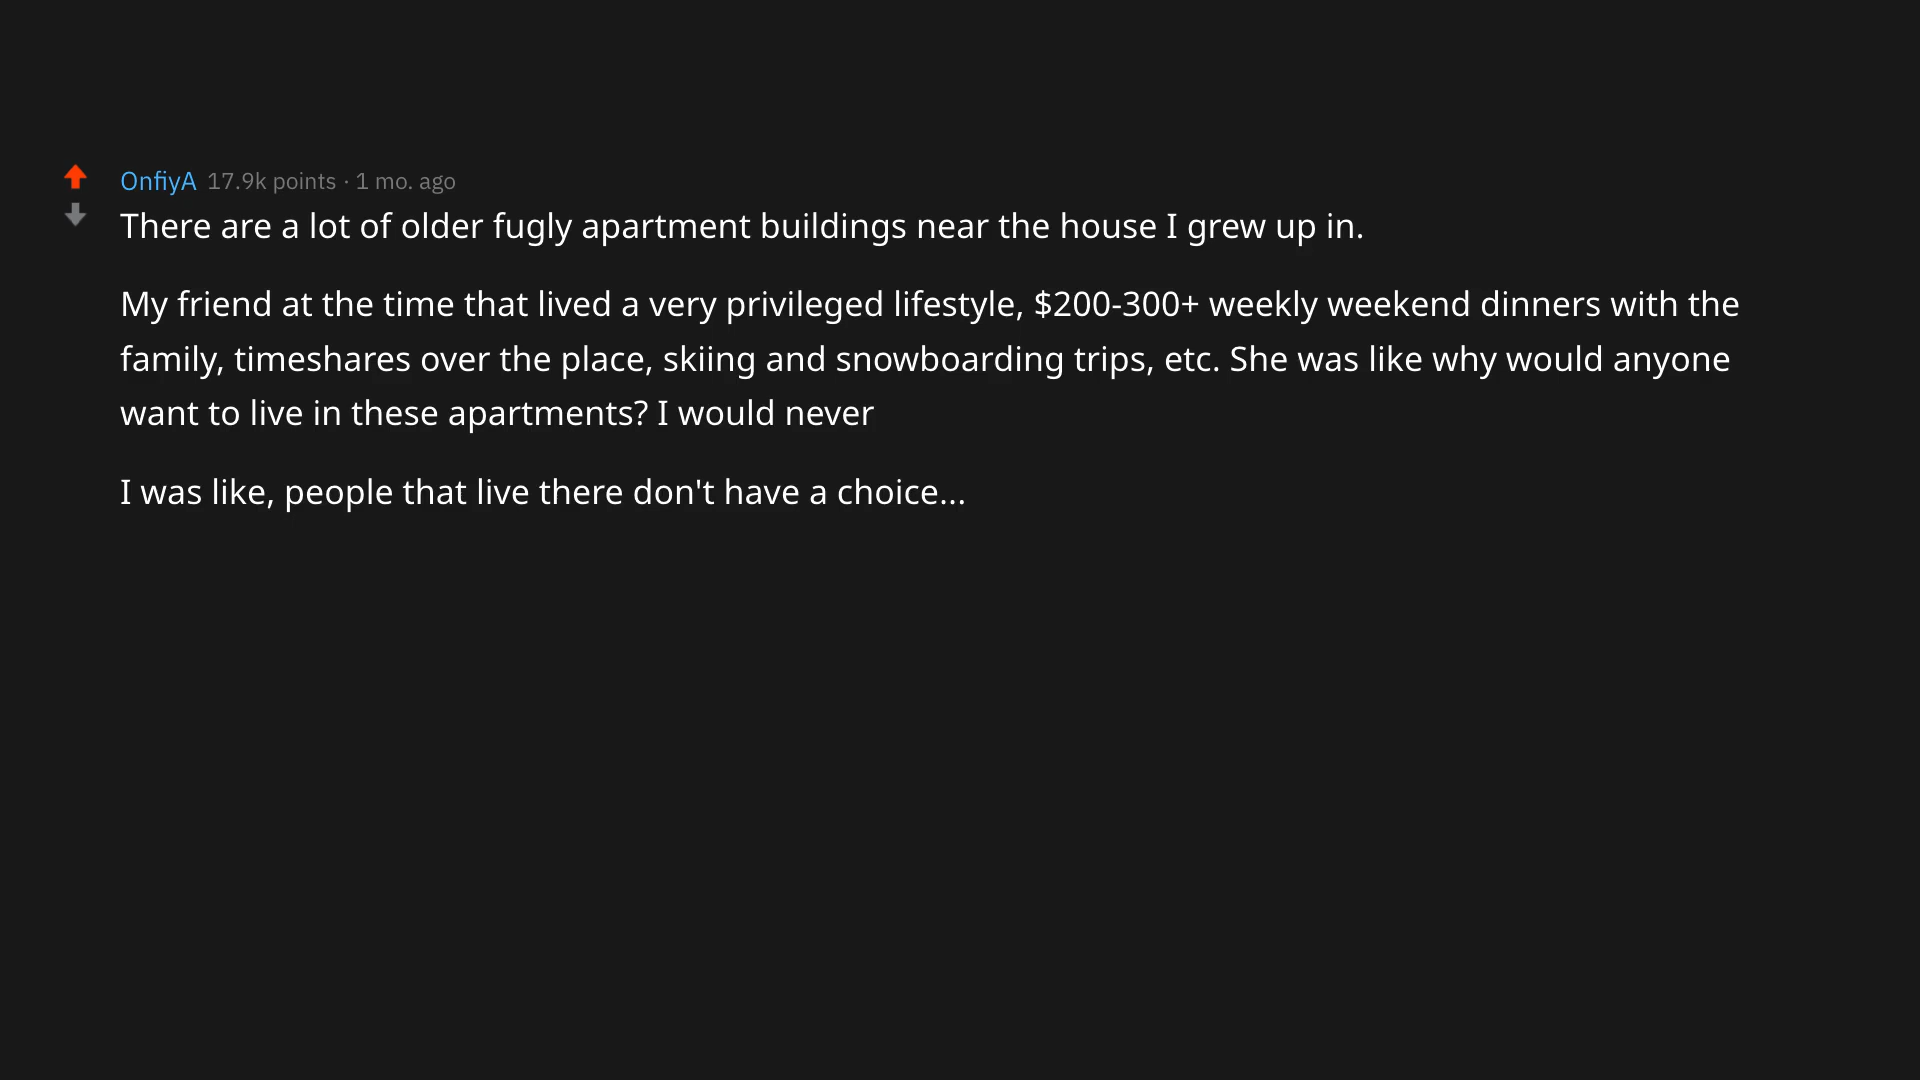 OnfiyA 17.9k points · 1 mo. ago
There are a lot of older fugly apartment buildings near the house I grew up in.
My friend at the time that lived a very privileged lifestyle, $200-300+ weekly weekend dinners with the
family, timeshares over the place, skiing and snowboarding trips, etc. She was like why would anyone
want to live in these apartments? I would never
I was like, people that live there don't have a choice...